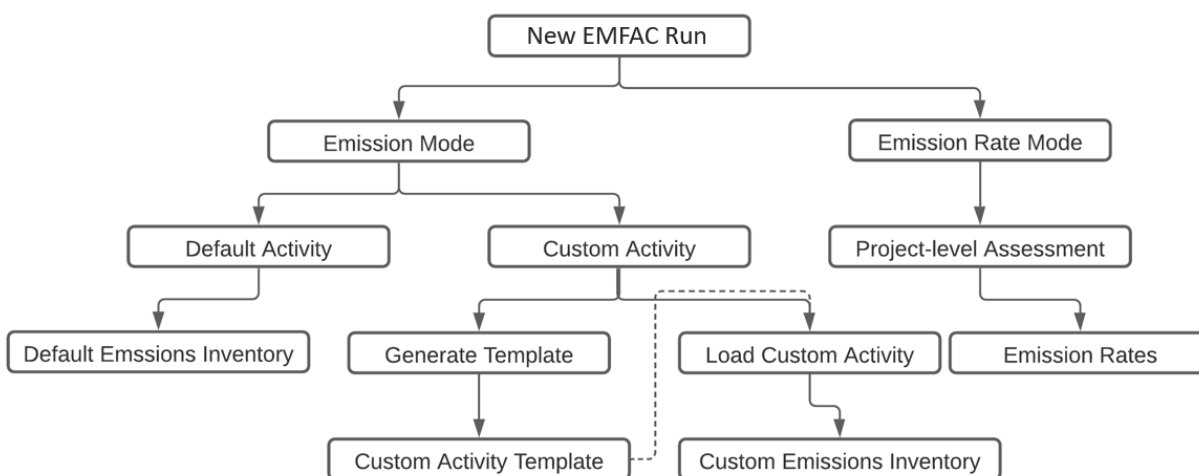 New EMFAC Run
Emission Mode
Emission Rate Mode
Default Activity
Custom Activity
Project-level Assessment
Default Emssions Inventory
Generate Template
Load Custom Activity
Emission Rates
Custom Activity Template
Custom Emissions Inventory